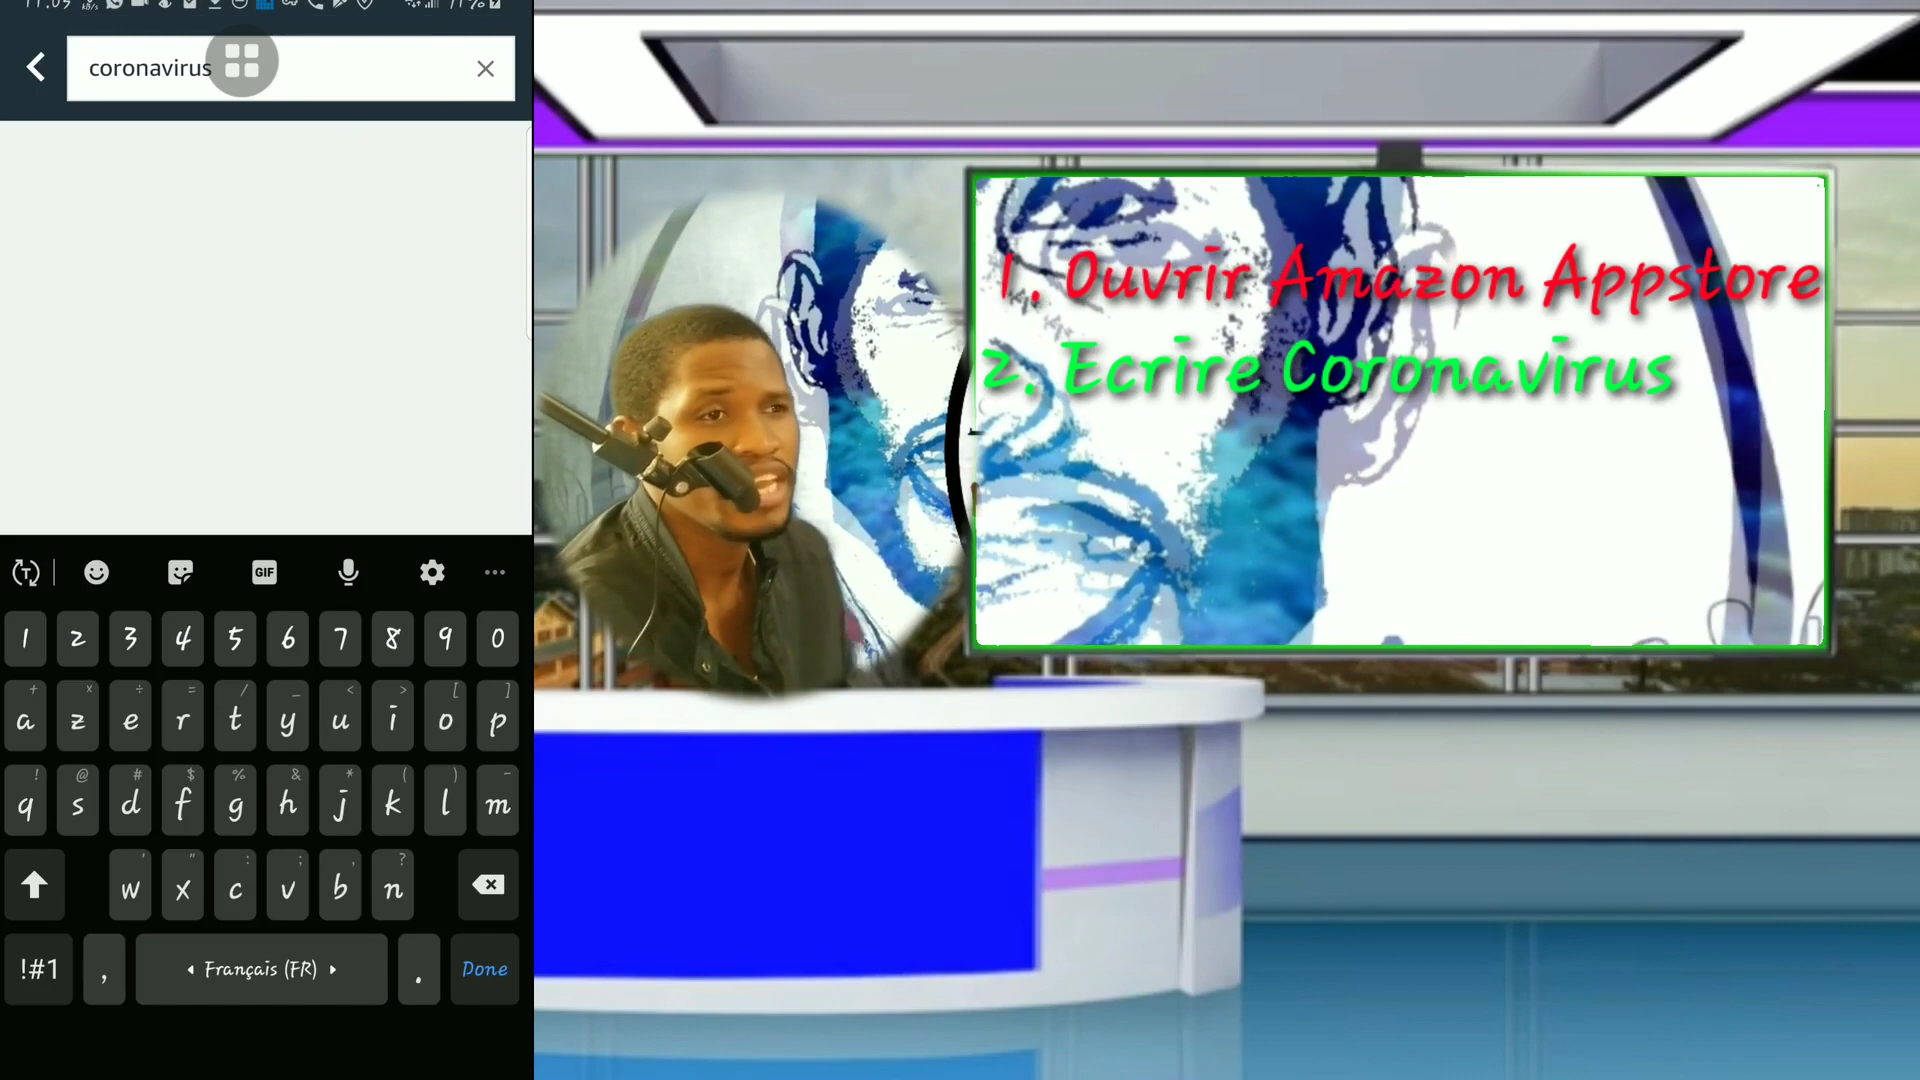 coronavirus
1. Ouvrir Amazon Appstore
2. Ecrire Coronavirus
GIF
1 2 3 4 5 6 7 8 9 0
+ × ÷ = / _ < > [ ]
a z e r t y u i o p
! @ # $ % & * ( ) -
q s d f g h j k l m
' " : ; , ?
w x c v b n
!#1 , Français (FR) . Done